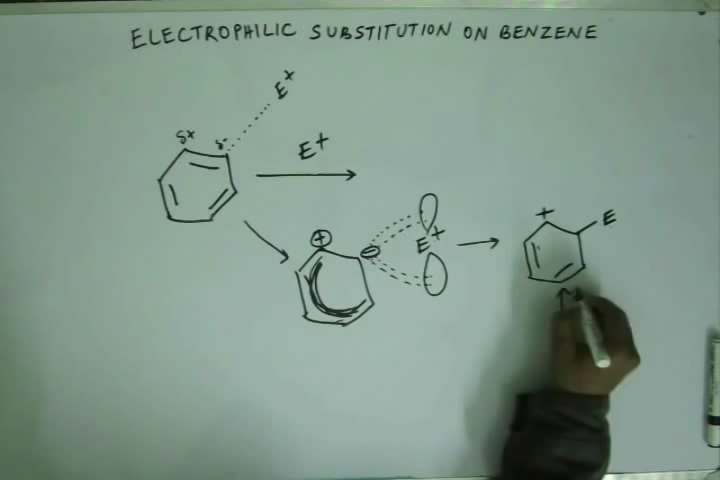 ELECTROPHILIC SUBSTITUTION ON BENZENE
E+
δ+ δ-
E+
+ - E+
+ E